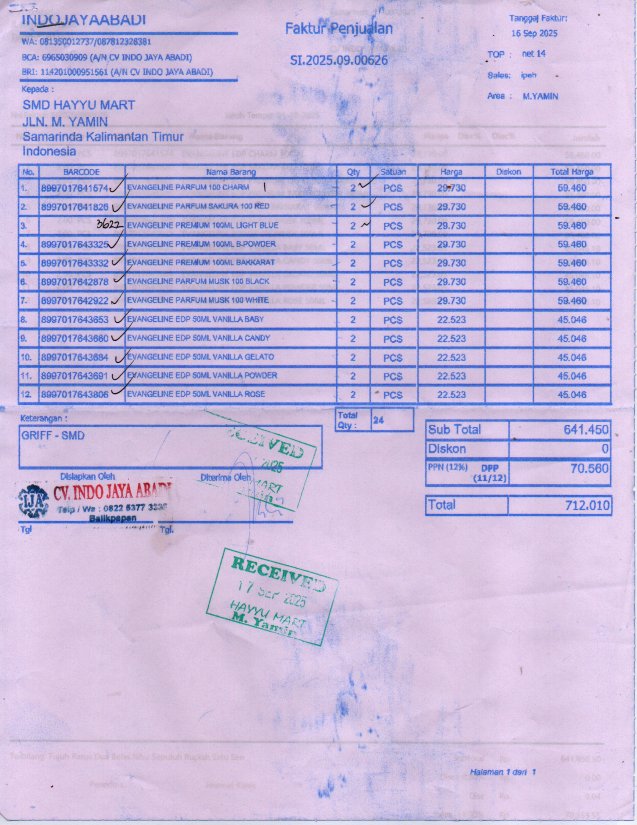 INDOJAYAABADI
WA: 081350012737/087812328381
BCA: 6965030909 (A/N CV INDO JAYA ABADI)
BRI: 114201000951561 (A/N CV INDO JAYA ABADI)
Faktur Penjualan
SI.2025.09.00626
Tanggal Faktur:
16 Sep 2025
TOP : net 14
Sales: ipeh
Area : M.YAMIN
Kepada :
SMD HAYYU MART
JLN. M. YAMIN
Samarinda Kalimantan Timur
Indonesia
No. BARCODE Nama Barang Qty Satuan Harga Diskon Total Harga
1. 8997017641574 EVANGELINE PARFUM 100 CHARM 2 PCS 29.730 59.460
2. 8997017641826 EVANGELINE PARFUM SAKURA 100 RED 2 PCS 29.730 59.460
3. 3622 EVANGELINE PREMIUM 100ML LIGHT BLUE 2 PCS 29.730 59.460
4. 8997017643325 EVANGELINE PREMIUM 100ML B-POWDER 2 PCS 29.730 59.460
5. 8997017643332 EVANGELINE PREMIUM 100ML BAKKARAT 2 PCS 29.730 59.460
6. 8997017642878 EVANGELINE PARFUM MUSK 100 BLACK 2 PCS 29.730 59.460
7. 8997017642922 EVANGELINE PARFUM MUSK 100 WHITE 2 PCS 29.730 59.460
8. 8997017643653 EVANGELINE EDP 50ML VANILLA BABY 2 PCS 22.523 45.046
9. 8997017643660 EVANGELINE EDP 50ML VANILLA CANDY 2 PCS 22.523 45.046
10. 8997017643684 EVANGELINE EDP 50ML VANILLA GELATO 2 PCS 22.523 45.046
11. 8997017643691 EVANGELINE EDP 50ML VANILLA POWDER 2 PCS 22.523 45.046
12. 8997017643806 EVANGELINE EDP 50ML VANILLA ROSE 2 PCS 22.523 45.046
Keterangan :
GRIFF - SMD
Total Qty : 24
Sub Total 641.450
Diskon 0
PPN (12%) DPP (11/12) 70.560
Total 712.010
Disiapkan Oleh
Diterima Oleh
RECEIVED
2025
MART
IJA CV. INDO JAYA ABADI
Telp / Wa : 0822 5377
Balikpapan
Tgl
Tgl.
RECEIVED
17 SEP 2025
HAYYU MART
M. Yamin
Halaman 1 dari 1